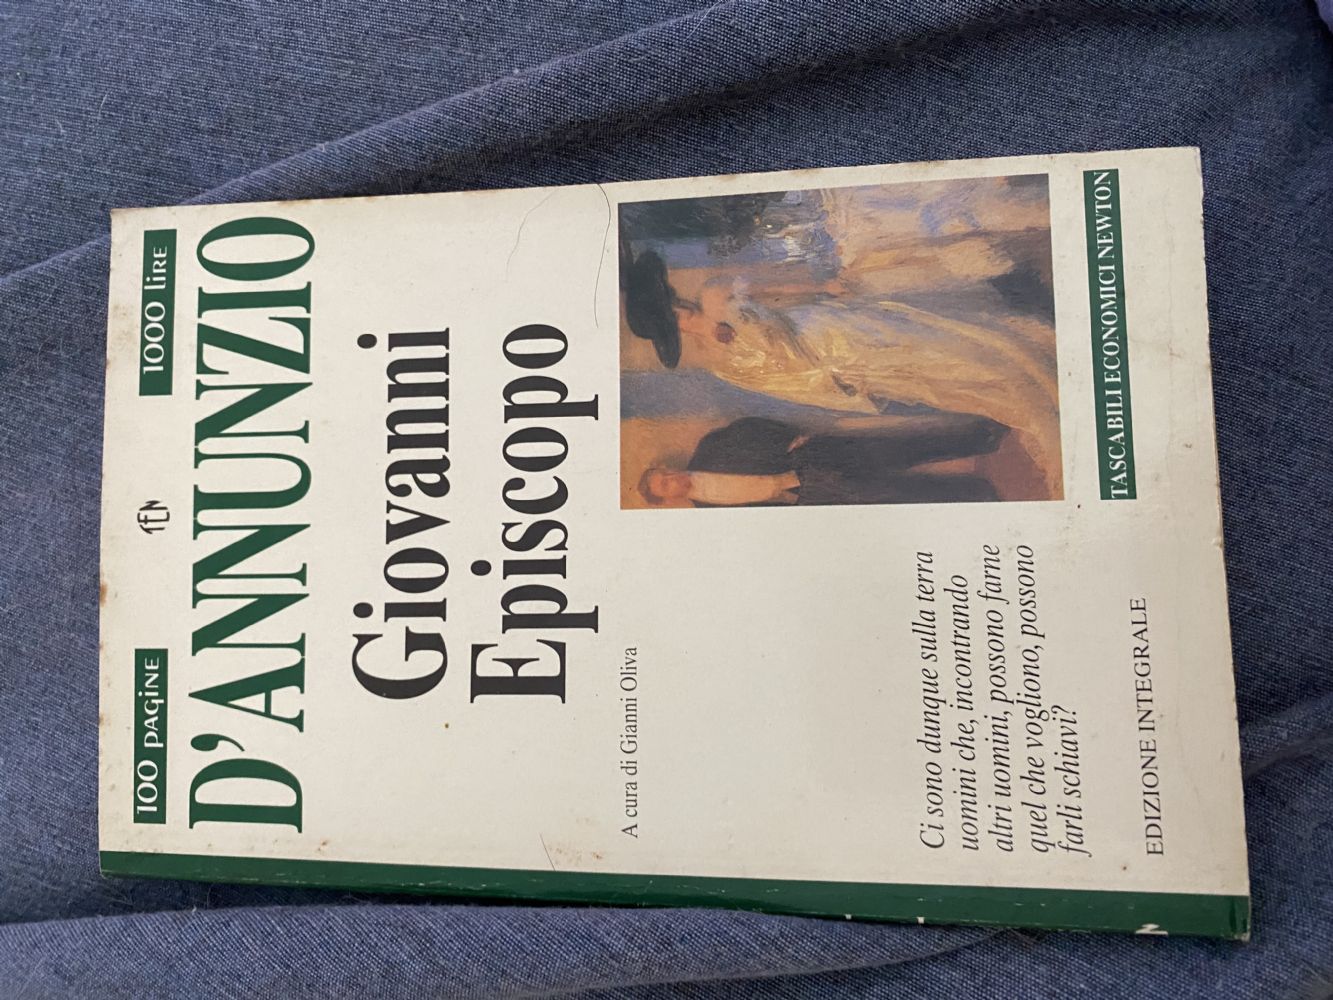 100 pagine
TEN
1000 lire
D'ANNUNZIO
Giovanni
Episcopo
A cura di Gianni Oliva
Ci sono dunque sulla terra
uomini che, incontrando
altri uomini, possono farne
quel che vogliono, possono
farli schiavi?
EDIZIONE INTEGRALE
TASCABILI ECONOMICI NEWTON